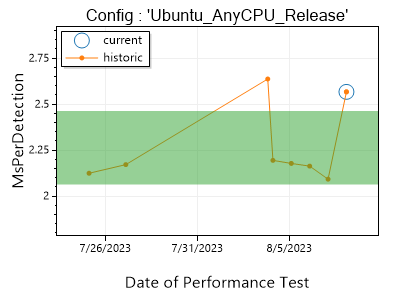 Config : 'Ubuntu_AnyCPU_Release'
current
historic
MsPerDetection
2.75
2.5
2.25
2
7/26/2023
7/31/2023
8/5/2023
Date of Performance Test